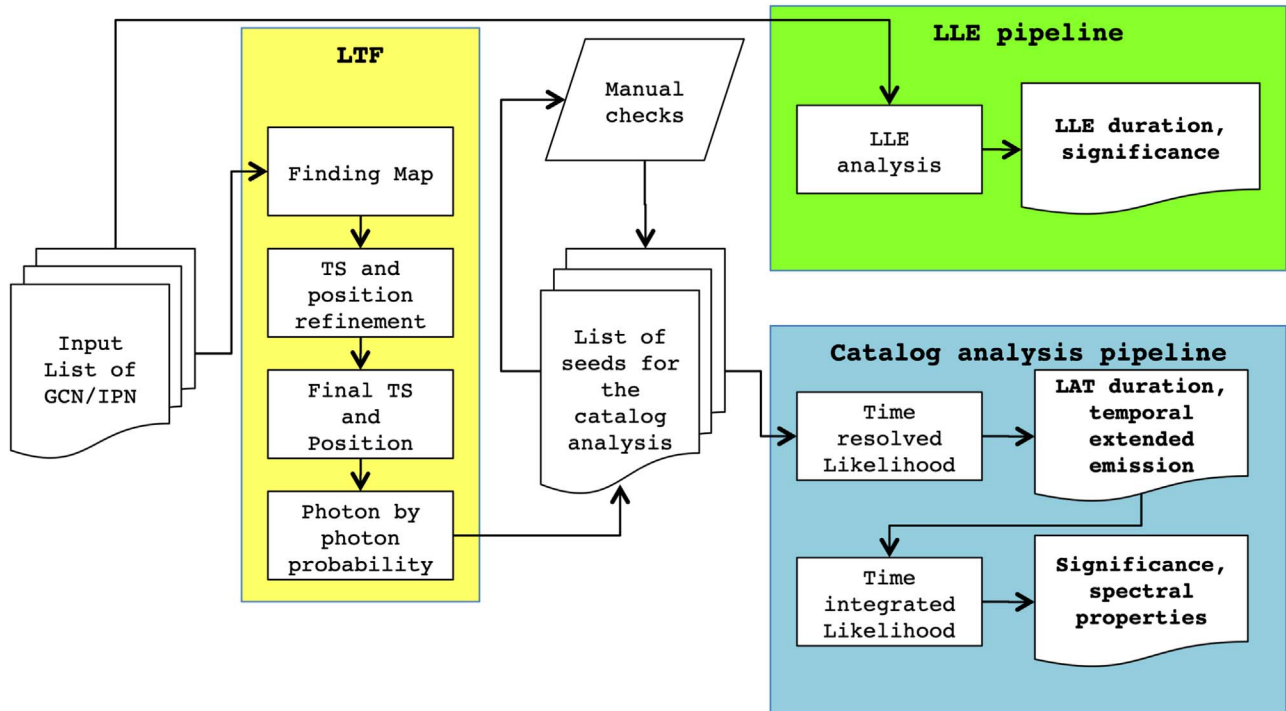 LTF
Finding Map
TS and
position
refinement
Final TS
and
Position
Photon by
photon
probability
Input
List of
GCN/IPN
Manual
checks
List of
seeds for
the
catalog
analysis
LLE pipeline
LLE
analysis
LLE duration,
significance
Catalog analysis pipeline
Time
resolved
Likelihood
LAT duration,
temporal
extended
emission
Time
integrated
Likelihood
Significance,
spectral
properties